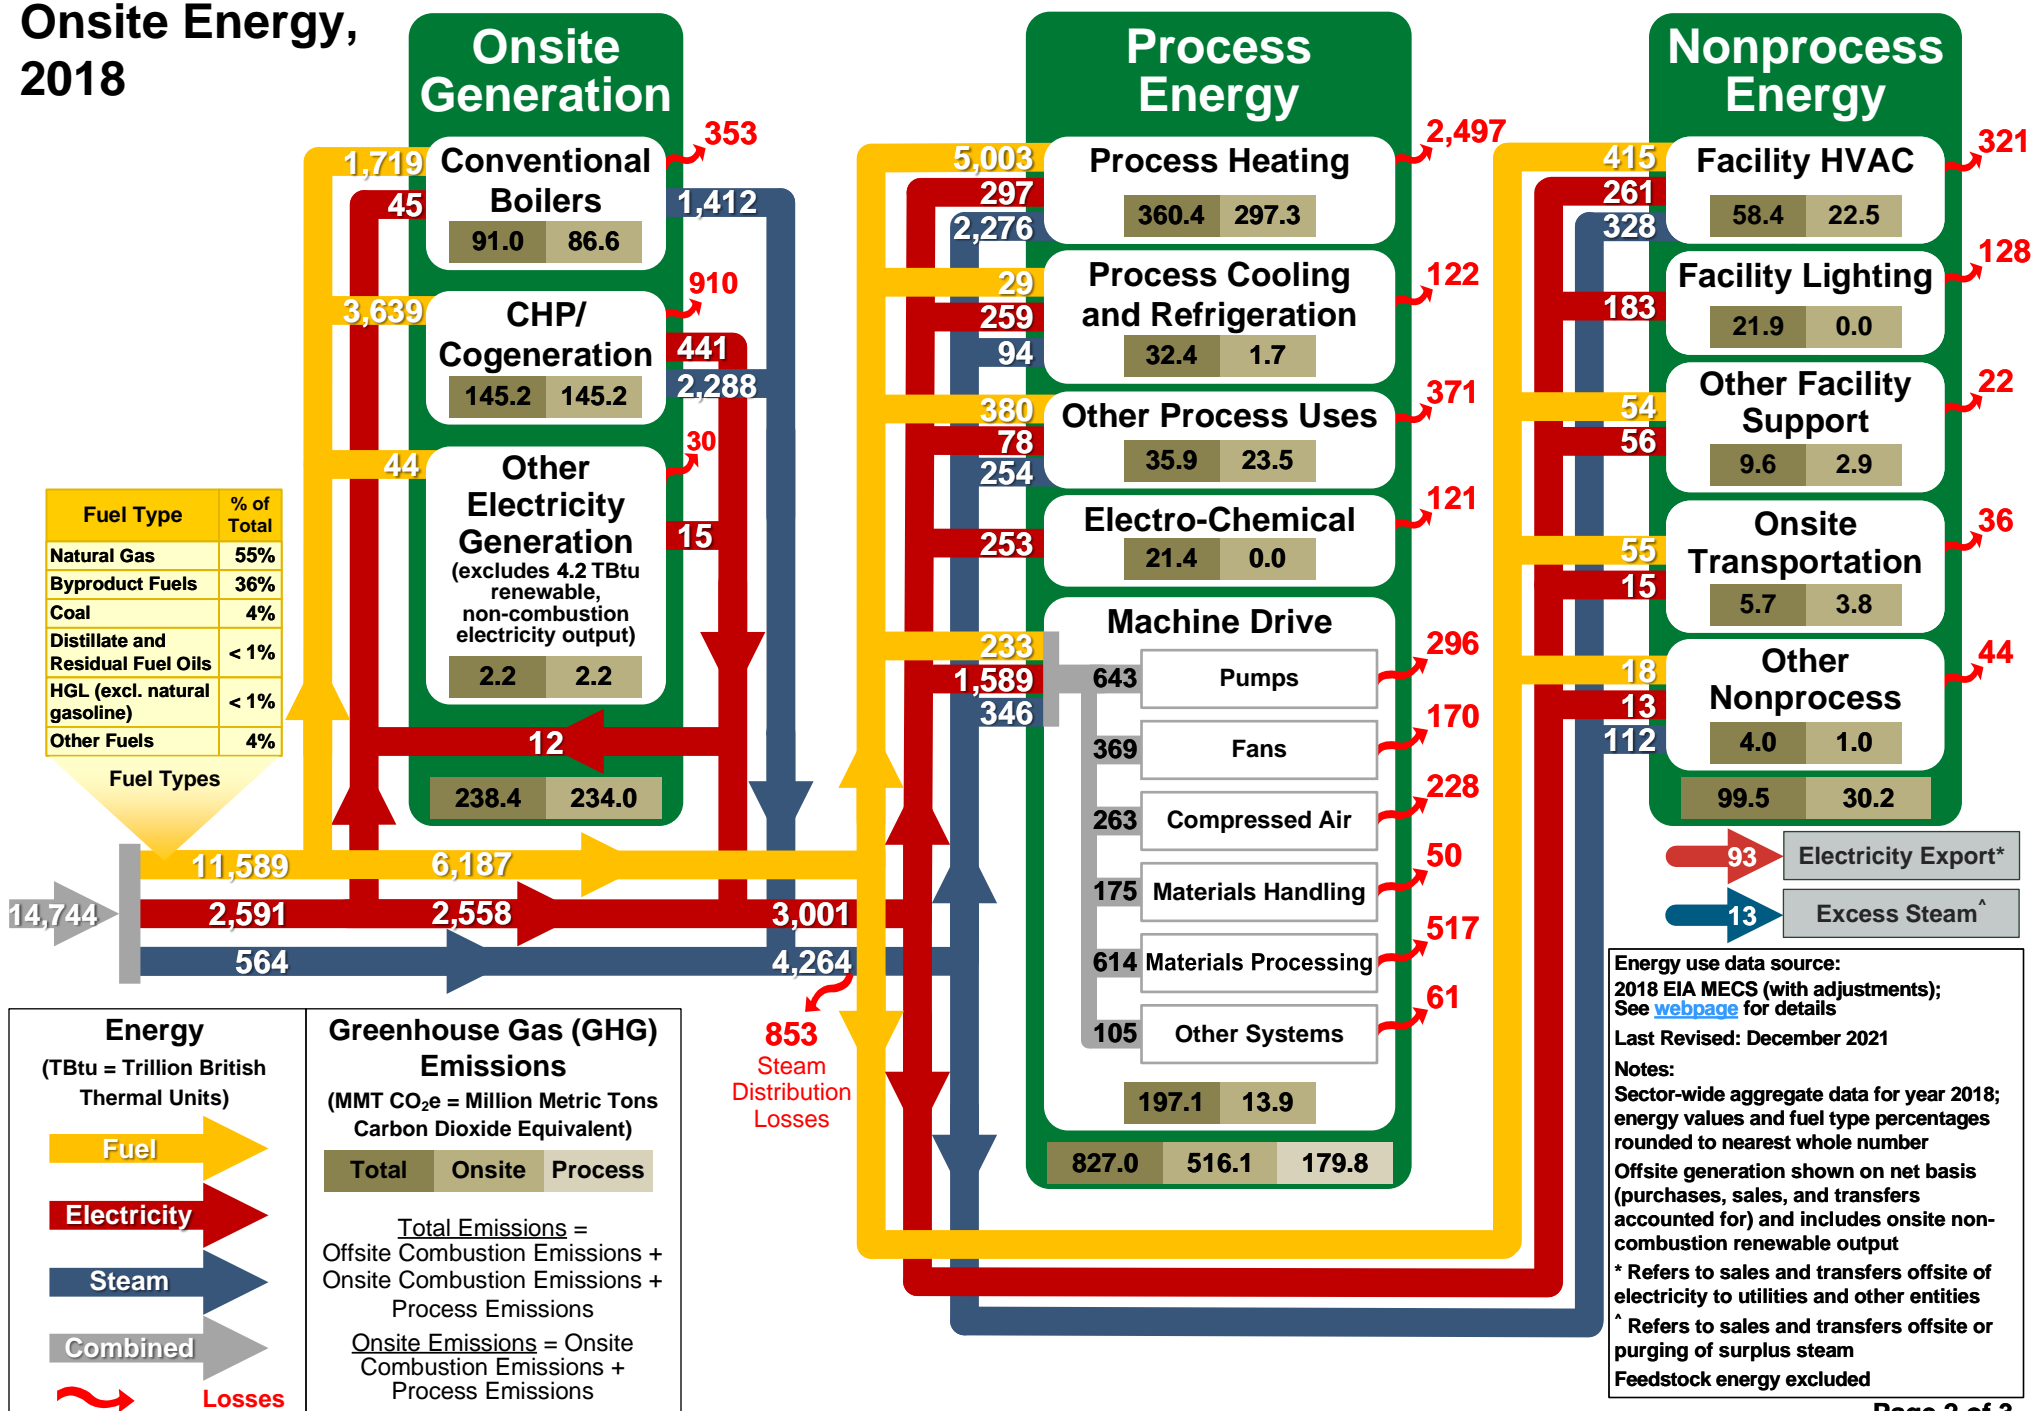 Onsite Energy,
2018
Onsite
Generation
Conventional
Boilers
1,719
45
353
1,412
91.0 86.6
CHP/
Cogeneration
3,639
910
441
2,288
145.2 145.2
Other
Electricity
Generation
(excludes 4.2 TBtu
renewable,
non-combustion
electricity output)
44
30
15
2.2 2.2
12
238.4 234.0
Fuel Type % of
Total
Natural Gas 55%
Byproduct Fuels 36%
Coal 4%
Distillate and
Residual Fuel Oils < 1%
HGL (excl. natural
gasoline) < 1%
Other Fuels 4%
Fuel Types
14,744
11,589 6,187
2,591 2,558 3,001
564 4,264
853
Steam
Distribution
Losses
Process
Energy
Process Heating
5,003
297
2,276
2,497
360.4 297.3
Process Cooling
and Refrigeration
29
259
94
122
32.4 1.7
Other Process Uses
380
78
254
371
35.9 23.5
Electro-Chemical
253
121
21.4 0.0
Machine Drive
233
1,589
346
643 Pumps 296
369 Fans 170
263 Compressed Air 228
175 Materials Handling 50
614 Materials Processing 517
105 Other Systems 61
197.1 13.9
827.0 516.1 179.8
Nonprocess
Energy
Facility HVAC
415
261
328
321
58.4 22.5
Facility Lighting
183
128
21.9 0.0
Other Facility
Support
54
56
22
9.6 2.9
Onsite
Transportation
55
15
36
5.7 3.8
Other
Nonprocess
18
13
112
44
4.0 1.0
99.5 30.2
93 Electricity Export*
13 Excess Steam^
Energy
(TBtu = Trillion British
Thermal Units)
Fuel
Electricity
Steam
Combined
Losses
Greenhouse Gas (GHG)
Emissions
(MMT CO₂e = Million Metric Tons
Carbon Dioxide Equivalent)
Total Onsite Process
Total Emissions =
Offsite Combustion Emissions +
Onsite Combustion Emissions +
Process Emissions
Onsite Emissions = Onsite
Combustion Emissions +
Process Emissions
Energy use data source:
2018 EIA MECS (with adjustments);
See webpage for details
Last Revised: December 2021
Notes:
Sector-wide aggregate data for year 2018;
energy values and fuel type percentages
rounded to nearest whole number
Offsite generation shown on net basis
(purchases, sales, and transfers
accounted for) and includes onsite non-
combustion renewable output
* Refers to sales and transfers offsite of
electricity to utilities and other entities
^ Refers to sales and transfers offsite or
purging of surplus steam
Feedstock energy excluded
Page 2 of 3